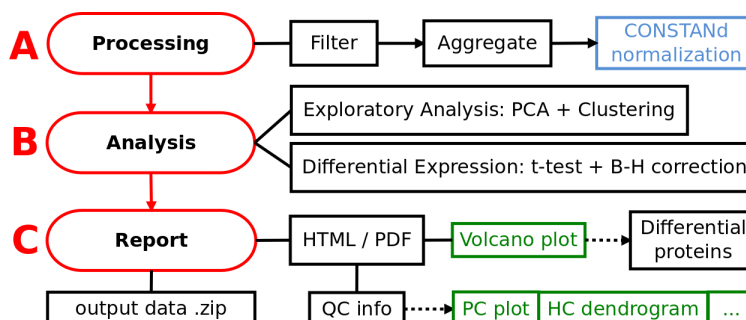 A
Processing
Filter
Aggregate
CONSTANd
normalization
B
Analysis
Exploratory Analysis: PCA + Clustering
Differential Expression: t-test + B-H correction
C
Report
HTML / PDF
Volcano plot
Differential
proteins
output data .zip
QC info
PC plot
HC dendrogram
...